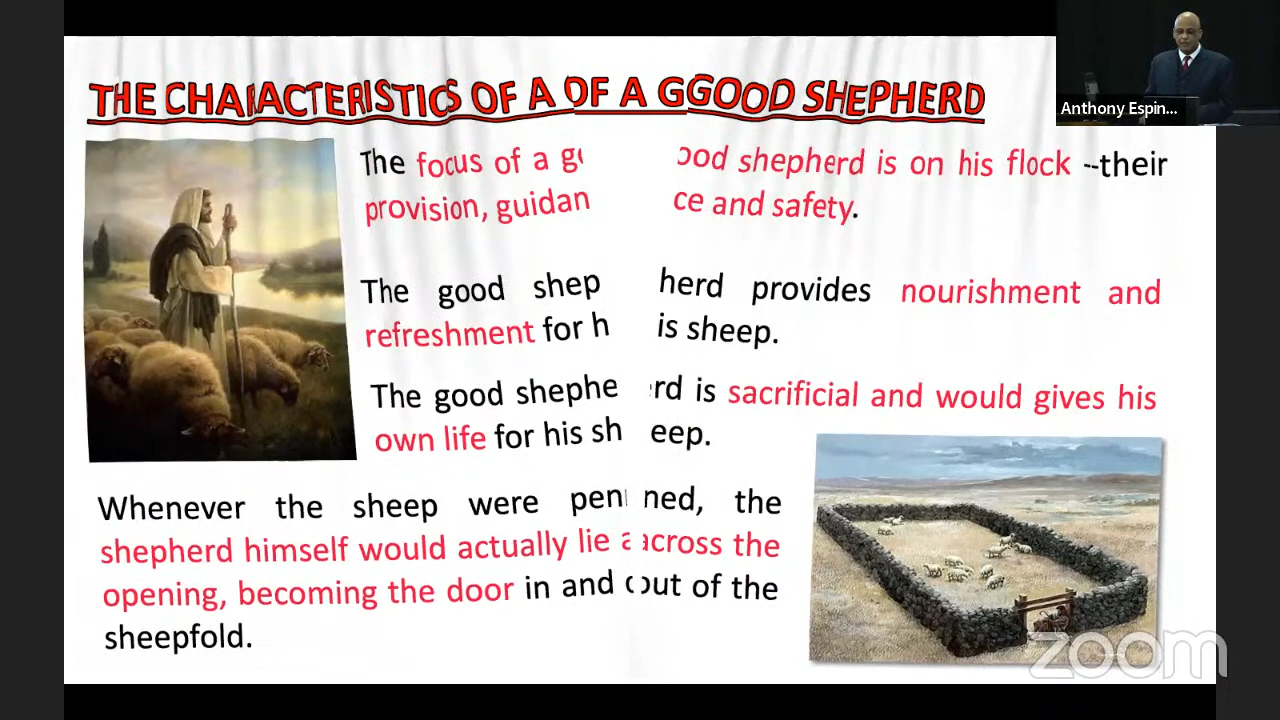 THE CHARACTERISTICS OF A OF A GGOOD SHEPHERD
Anthony Espin...
The focus of a go ood shepherd is on his flock --their
provision, guidan ce and safety.
The good shep herd provides nourishment and
refreshment for h is sheep.
The good shephe rd is sacrificial and would gives his
own life for his sh eep.
Whenever the sheep were pen ned, the
shepherd himself would actually lie a across the
opening, becoming the door in and o out of the
sheepfold.
zoom